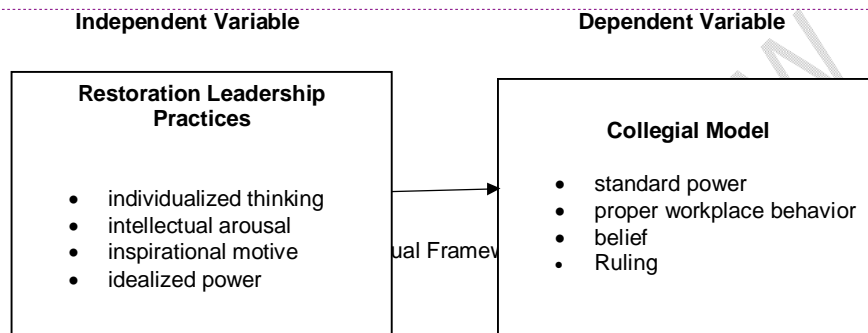 Independent Variable
Dependent Variable
Restoration Leadership
Practices
• individualized thinking
• intellectual arousal
• inspirational motive
• idealized power
ual Framew
Collegial Model
• standard power
• proper workplace behavior
• belief
• Ruling